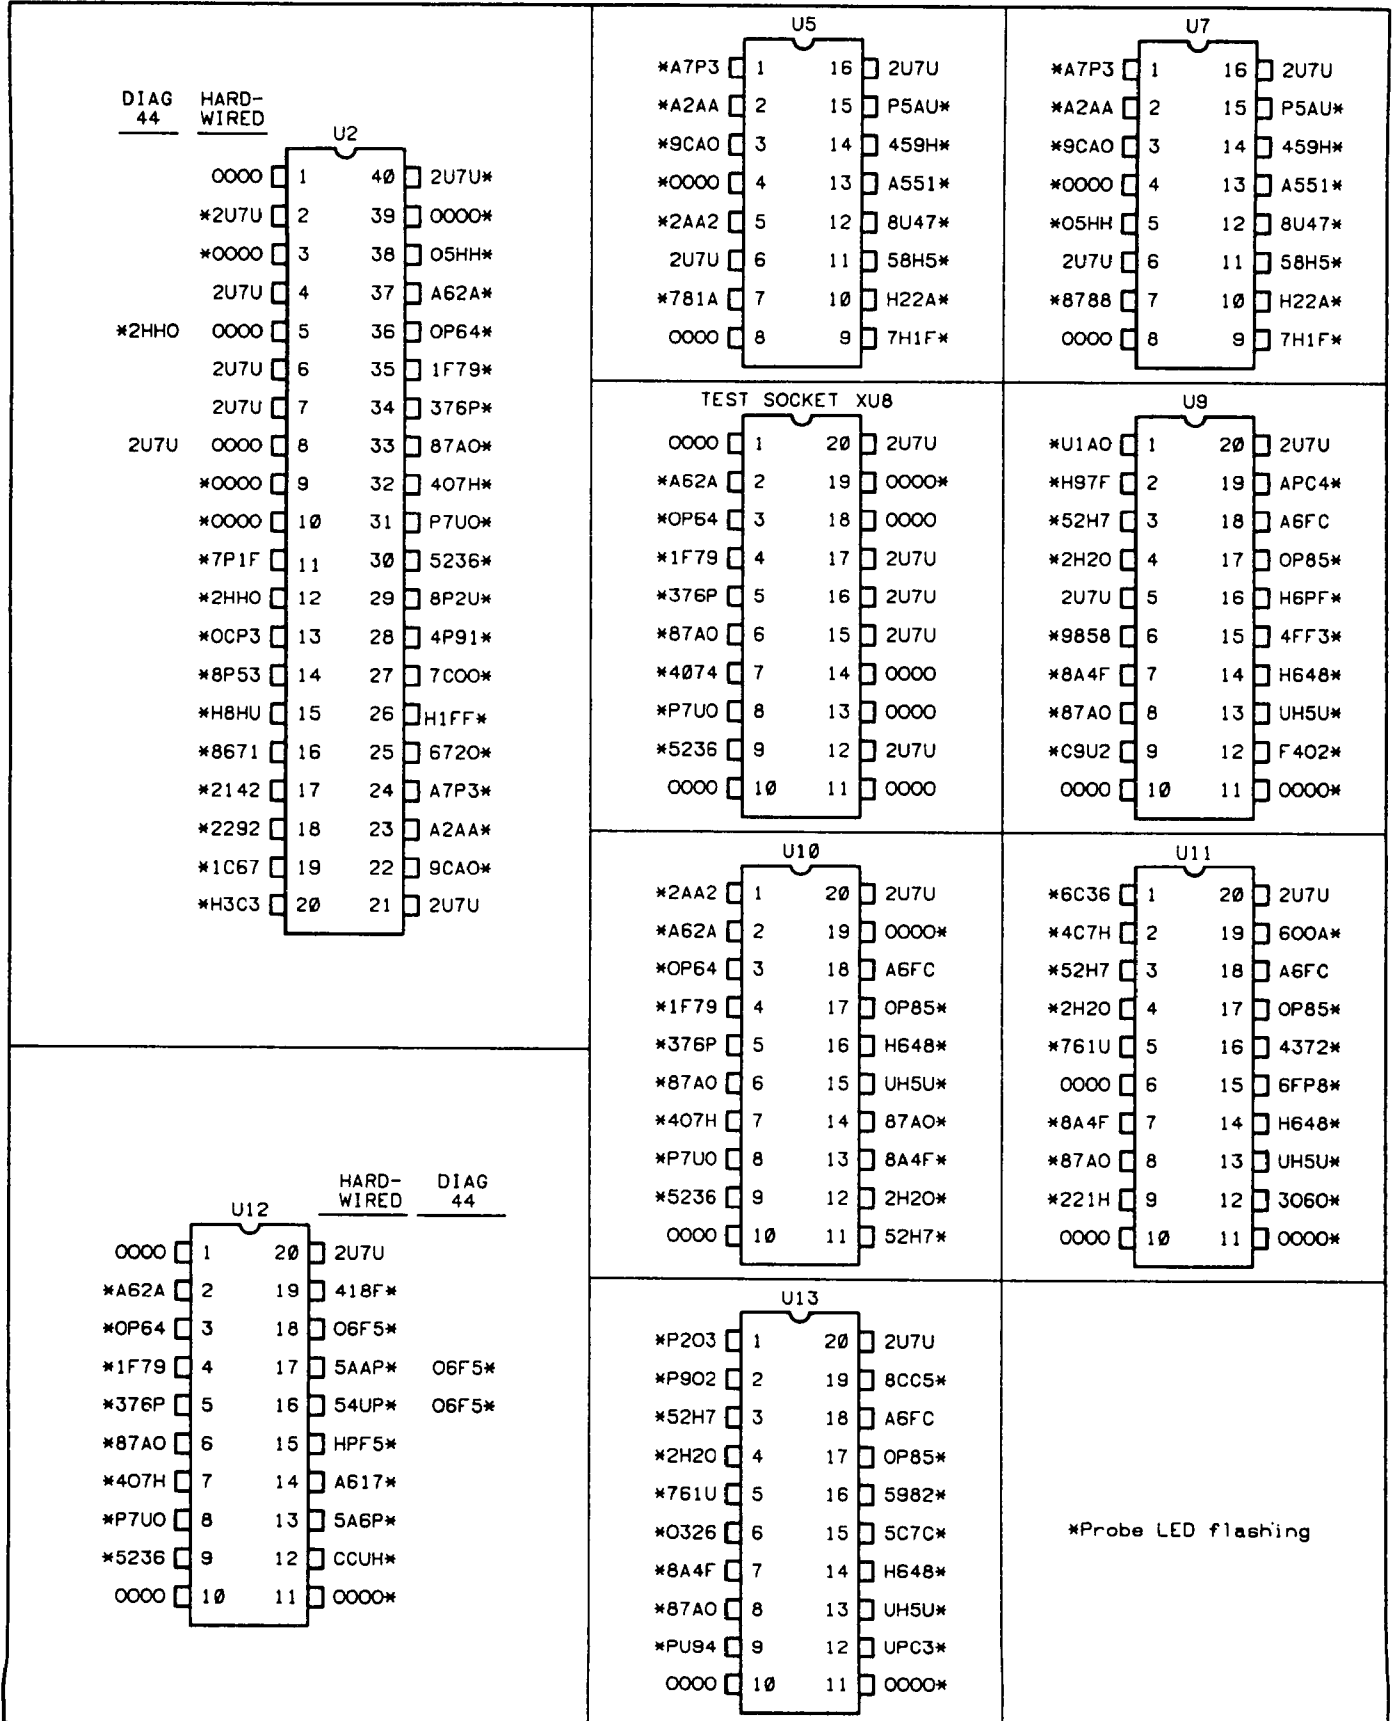 DIAG 44 HARD-WIRED
U2
0000 1 40 2U7U*
*2U7U 2 39 0000*
*0000 3 38 05HH*
2U7U 4 37 A62A*
*2HH0 0000 5 36 0P64*
2U7U 6 35 1F79*
2U7U 7 34 376P*
2U7U 0000 8 33 87A0*
*0000 9 32 407H*
*0000 10 31 P7U0*
*7P1F 11 30 5236*
*2HH0 12 29 8P2U*
*0CP3 13 28 4P91*
*8P53 14 27 7C00*
*H8HU 15 26 H1FF*
*8671 16 25 6720*
*2142 17 24 A7P3*
*2292 18 23 A2AA*
*1C67 19 22 9CA0*
*H3C3 20 21 2U7U
U5
*A7P3 1 16 2U7U
*A2AA 2 15 P5AU*
*9CA0 3 14 459H*
*0000 4 13 A551*
*2AA2 5 12 8U47*
2U7U 6 11 58H5*
*781A 7 10 H22A*
0000 8 9 7H1F*
U7
*A7P3 1 16 2U7U
*A2AA 2 15 P5AU*
*9CA0 3 14 459H*
*0000 4 13 A551*
*05HH 5 12 8U47*
2U7U 6 11 58H5*
*8788 7 10 H22A*
0000 8 9 7H1F*
TEST SOCKET XU8
0000 1 20 2U7U
*A62A 2 19 0000*
*0P64 3 18 0000
*1F79 4 17 2U7U
*376P 5 16 2U7U
*87A0 6 15 2U7U
*4074 7 14 0000
*P7U0 8 13 0000
*5236 9 12 2U7U
0000 10 11 0000
U9
*U1A0 1 20 2U7U
*H97F 2 19 APC4*
*52H7 3 18 A6FC
*2H20 4 17 0P85*
2U7U 5 16 H6PF*
*9858 6 15 4FF3*
*8A4F 7 14 H648*
*87A0 8 13 UH5U*
*C9U2 9 12 F402*
0000 10 11 0000*
U10
*2AA2 1 20 2U7U
*A62A 2 19 0000*
*0P64 3 18 A6FC
*1F79 4 17 0P85*
*376P 5 16 H648*
*87A0 6 15 UH5U*
*407H 7 14 87A0*
*P7U0 8 13 8A4F*
*5236 9 12 2H20*
0000 10 11 52H7*
U11
*6C36 1 20 2U7U
*4C7H 2 19 600A*
*52H7 3 18 A6FC
*2H20 4 17 0P85*
*761U 5 16 4372*
0000 6 15 6FP8*
*8A4F 7 14 H648*
*87A0 8 13 UH5U*
*221H 9 12 3060*
0000 10 11 0000*
HARD-WIRED DIAG 44
U12
0000 1 20 2U7U
*A62A 2 19 418F*
*0P64 3 18 06F5*
*1F79 4 17 5AAP* 06F5*
*376P 5 16 54UP* 06F5*
*87A0 6 15 HPF5*
*407H 7 14 A617*
*P7U0 8 13 5A6P*
*5236 9 12 CCUH*
0000 10 11 0000*
U13
*P203 1 20 2U7U
*P902 2 19 8CC5*
*52H7 3 18 A6FC
*2H20 4 17 0P85*
*761U 5 16 5982*
*0326 6 15 5C7C*
*8A4F 7 14 H648*
*87A0 8 13 UH5U*
*PU94 9 12 UPC3*
0000 10 11 0000*
*Probe LED flashing